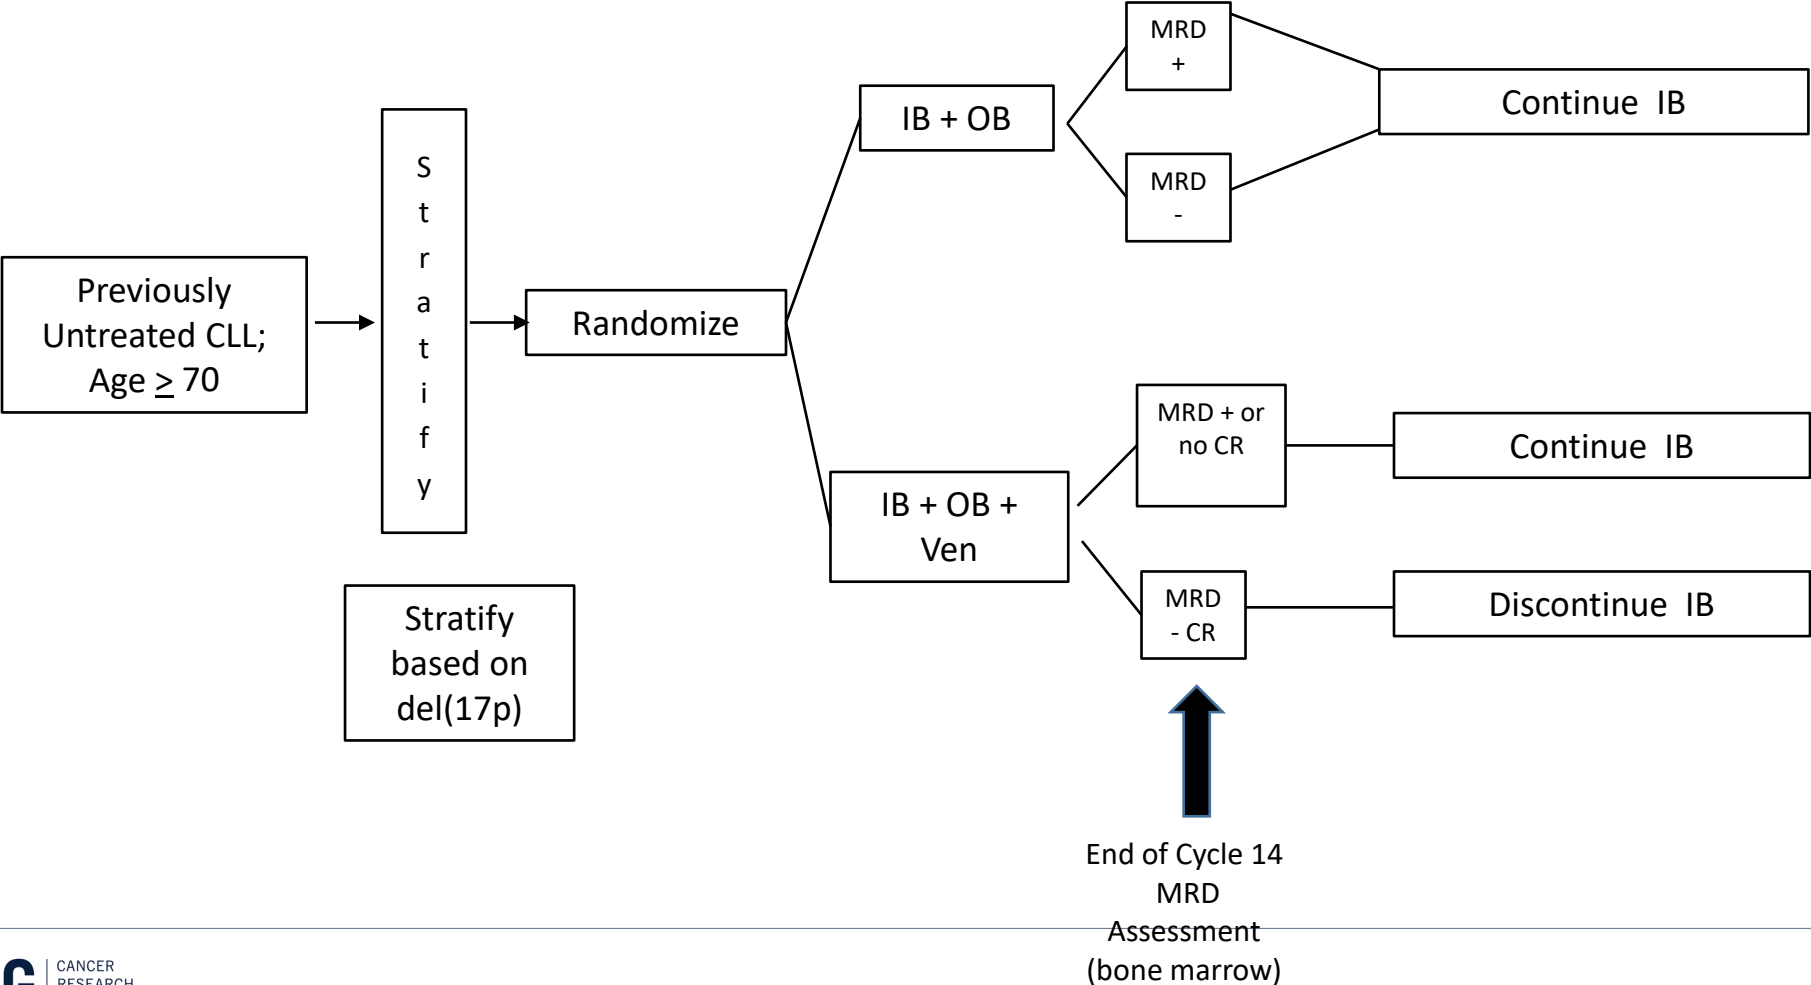 Previously
Untreated CLL;
Age ≥ 70
S
t
r
a
t
i
f
y
Stratify
based on
del(17p)
Randomize
IB + OB
MRD
+
MRD
-
Continue IB
IB + OB +
Ven
MRD + or
no CR
Continue IB
MRD
- CR
Discontinue IB
End of Cycle 14
MRD
Assessment
(bone marrow)
CANCER
RESEARCH